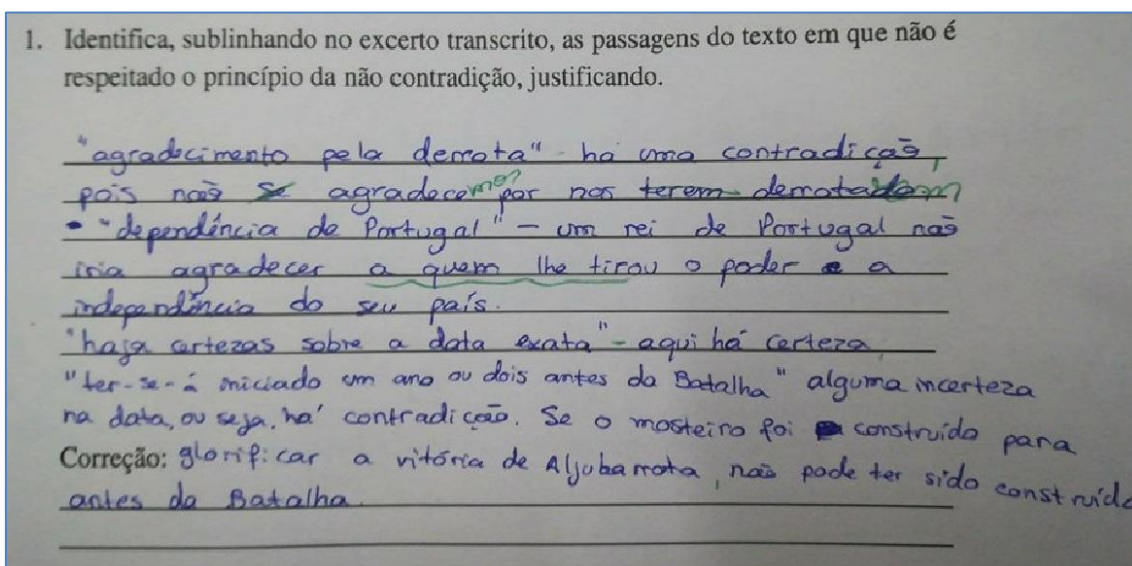 1. Identifica, sublinhando no excerto transcrito, as passagens do texto em que não é
respeitado o princípio da não contradição, justificando.
"agradecimento pela derrota" há uma contradição,
pois não se agradecemos? por nos terem derrotado
• "dependência de Portugal" – um rei de Portugal não
iria agradecer a quem lhe tirou o poder e a
independência do seu país.
"haja certezas sobre a data exata" – aqui há certeza
"ter-se-á iniciado um ano ou dois antes da Batalha" alguma incerteza
na data, ou seja, há contradição. Se o mosteiro foi construído para
Correção: glorificar a vitória de Aljubarrota, não pode ter sido construído
antes da Batalha.